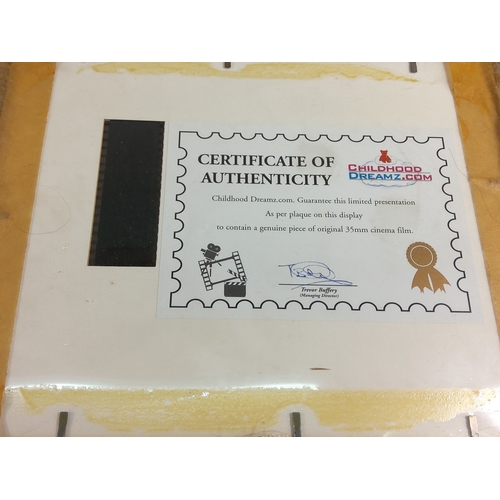 CERTIFICATE OF
AUTHENTICITY
CHILDHOOD
DREAMZ.COM
Childhood Dreamz.com. Guarantee this limited presentation
As per plaque on this display
to contain a genuine piece of original 35mm cinema film.
Trevor Buffery
(Managing Director)